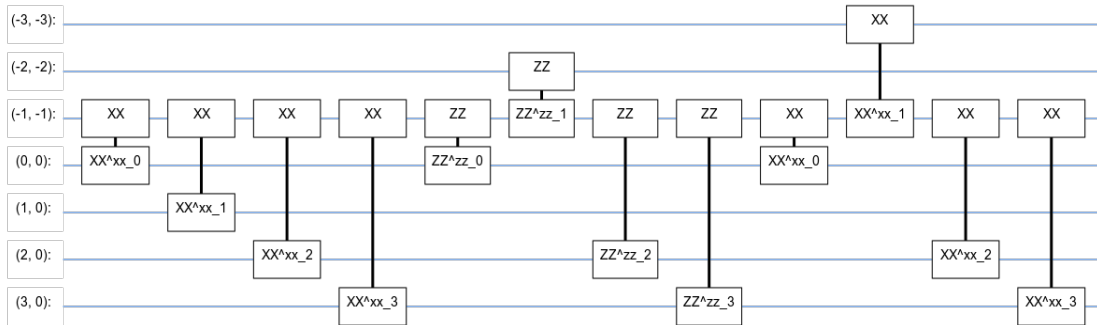 (-3, -3): XX
(-2, -2): ZZ
(-1, -1): XX XX XX XX ZZ ZZ^zz_1 ZZ ZZ XX XX^xx_1 XX XX
(0, 0): XX^xx_0 ZZ^zz_0 XX^xx_0
(1, 0): XX^xx_1
(2, 0): XX^xx_2 ZZ^zz_2 XX^xx_2
(3, 0): XX^xx_3 ZZ^zz_3 XX^xx_3